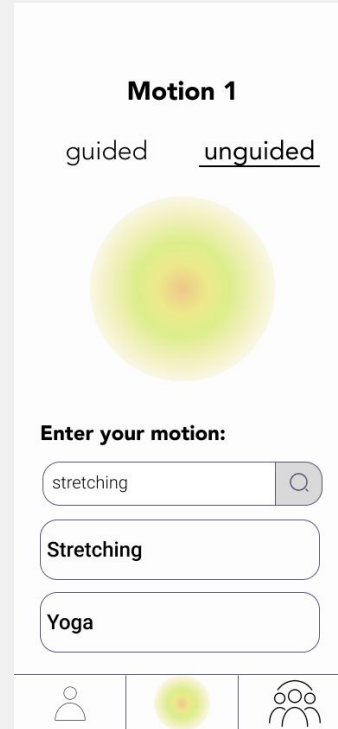 Motion 1
guided unguided
Enter your motion:
stretching
Stretching
Yoga